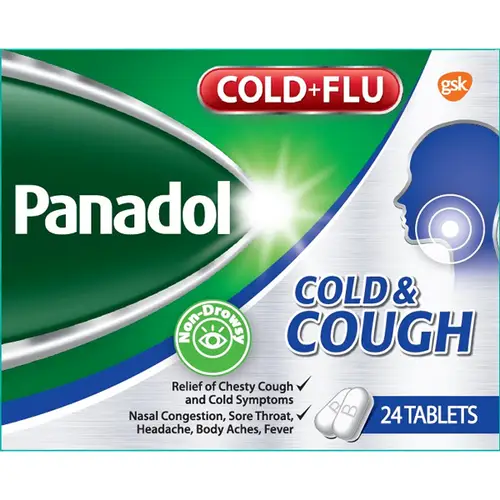 COLD+FLU
gsk
Panadol
Non-Drowsy
COLD &
COUGH
Relief of Chesty Cough ✓
and Cold Symptoms
Nasal Congestion, Sore Throat, ✓
Headache, Body Aches, Fever
P B
24 TABLETS